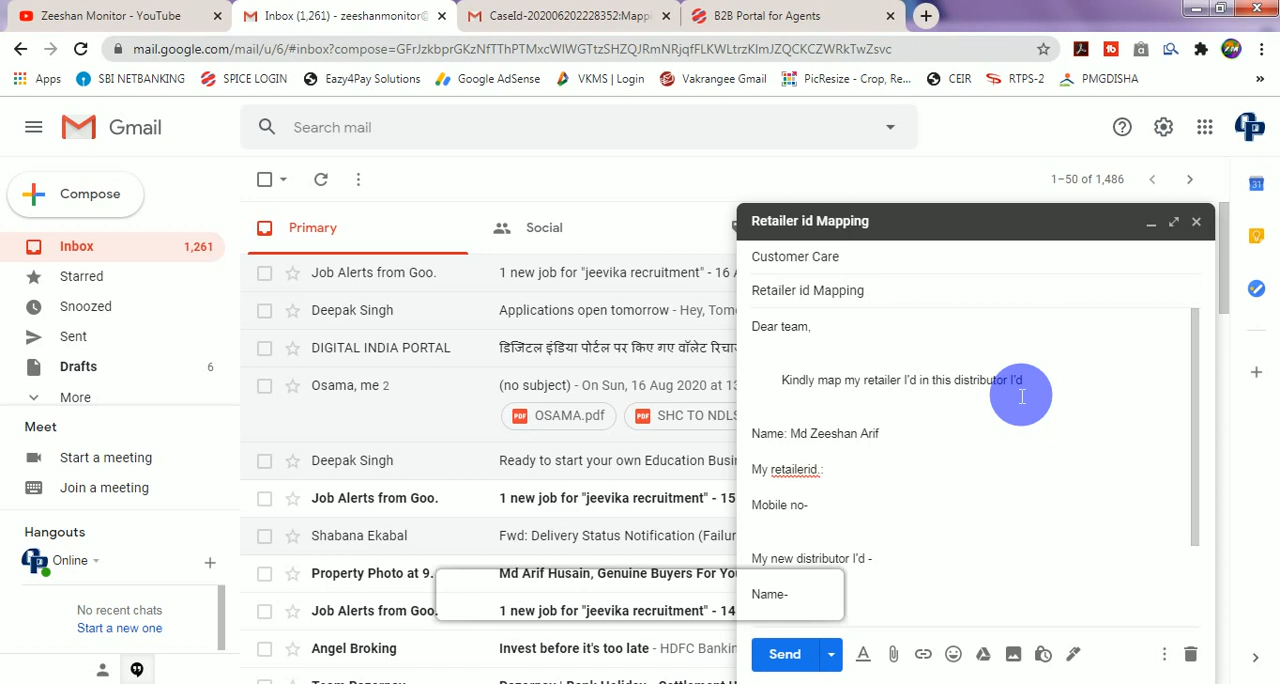 Zeeshan Monitor - YouTube
Inbox (1,261) - zeeshanmonitor@
CaseId-202006202228352:Mappi
B2B Portal for Agents
mail.google.com/mail/u/6/#inbox?compose=GFrJzkbprGKzNfTThPTMxcWlWGTtzSHZQJRmNRjqfFLKWLtrzKlmJZQCKCZWRkTwZsvc
Apps
SBI NETBANKING
SPICE LOGIN
Eazy4Pay Solutions
Google AdSense
VKMS | Login
Vakrangee Gmail
PicResize - Crop, Re...
CEIR
RTPS-2
PMGDISHA
Gmail
Search mail
Compose
1–50 of 1,486
Inbox 1,261
Starred
Snoozed
Sent
Drafts 6
More
Meet
Start a meeting
Join a meeting
Hangouts
Online
No recent chats
Start a new one
Primary
Social
Job Alerts from Goo. 1 new job for "jeevika recruitment" - 16 A
Deepak Singh Applications open tomorrow - Hey, Tom
DIGITAL INDIA PORTAL डिजिटल इंडिया पोर्टल पर किए गए वॉलेट रिचा
Osama, me 2 (no subject) - On Sun, 16 Aug 2020 at 13
OSAMA.pdf
SHC TO NDLS
Deepak Singh Ready to start your own Education Busi
Job Alerts from Goo. 1 new job for "jeevika recruitment" - 15
Shabana Ekabal Fwd: Delivery Status Notification (Failur
Property Photo at 9. Md Arif Husain, Genuine Buyers For You
Job Alerts from Goo. 1 new job for "jeevika recruitment" - 14
Angel Broking Invest before it's too late - HDFC Bankin
Retailer id Mapping
Customer Care
Retailer id Mapping
Dear team,
Kindly map my retailer I'd in this distributor I'd
Name: Md Zeeshan Arif
My retailerid.:
Mobile no-
My new distributor I'd -
Name-
Send